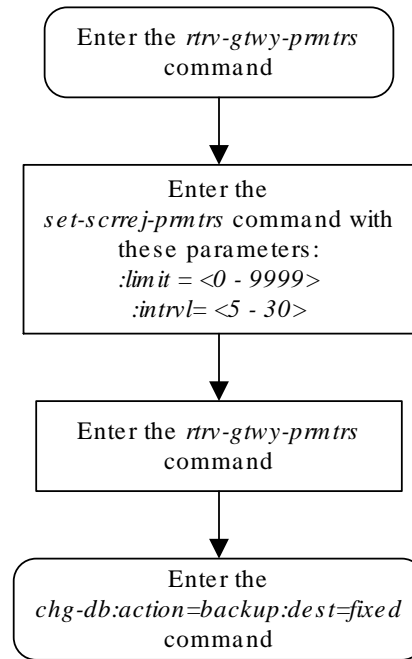 Enter the rtrv-gtwy-prmtrs
command
Enter the
set-scrrej-prmtrs command with
these parameters:
:limit = <0 - 9999>
:intrvl= <5 - 30>
Enter the rtrv-gtwy-prmtrs
command
Enter the
chg-db:action=backup:dest=fixed
command